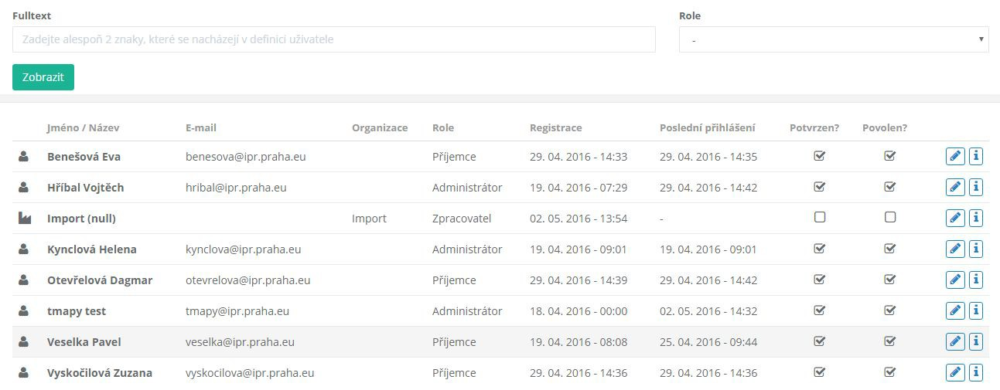 Fulltext Role
Zadejte alespoň 2 znaky, které se nacházejí v definici uživatele -
Zobrazit
Jméno / Název E-mail Organizace Role Registrace Poslední přihlášení Potvrzen? Povolen?
Benešová Eva benesova@ipr.praha.eu Příjemce 29. 04. 2016 - 14:33 29. 04. 2016 - 14:35
Hříbal Vojtěch hribal@ipr.praha.eu Administrátor 19. 04. 2016 - 07:29 29. 04. 2016 - 14:42
Import (null) Import Zpracovatel 02. 05. 2016 - 13:54 -
Kynclová Helena kynclova@ipr.praha.eu Administrátor 19. 04. 2016 - 09:01 19. 04. 2016 - 09:01
Otevřelová Dagmar otevrelova@ipr.praha.eu Příjemce 29. 04. 2016 - 14:39 29. 04. 2016 - 14:42
tmapy test tmapy@ipr.praha.eu Administrátor 18. 04. 2016 - 00:00 02. 05. 2016 - 14:32
Veselka Pavel veselka@ipr.praha.eu Příjemce 19. 04. 2016 - 08:08 25. 04. 2016 - 09:44
Vyskočilová Zuzana vyskocilova@ipr.praha.eu Příjemce 29. 04. 2016 - 14:36 29. 04. 2016 - 14:36